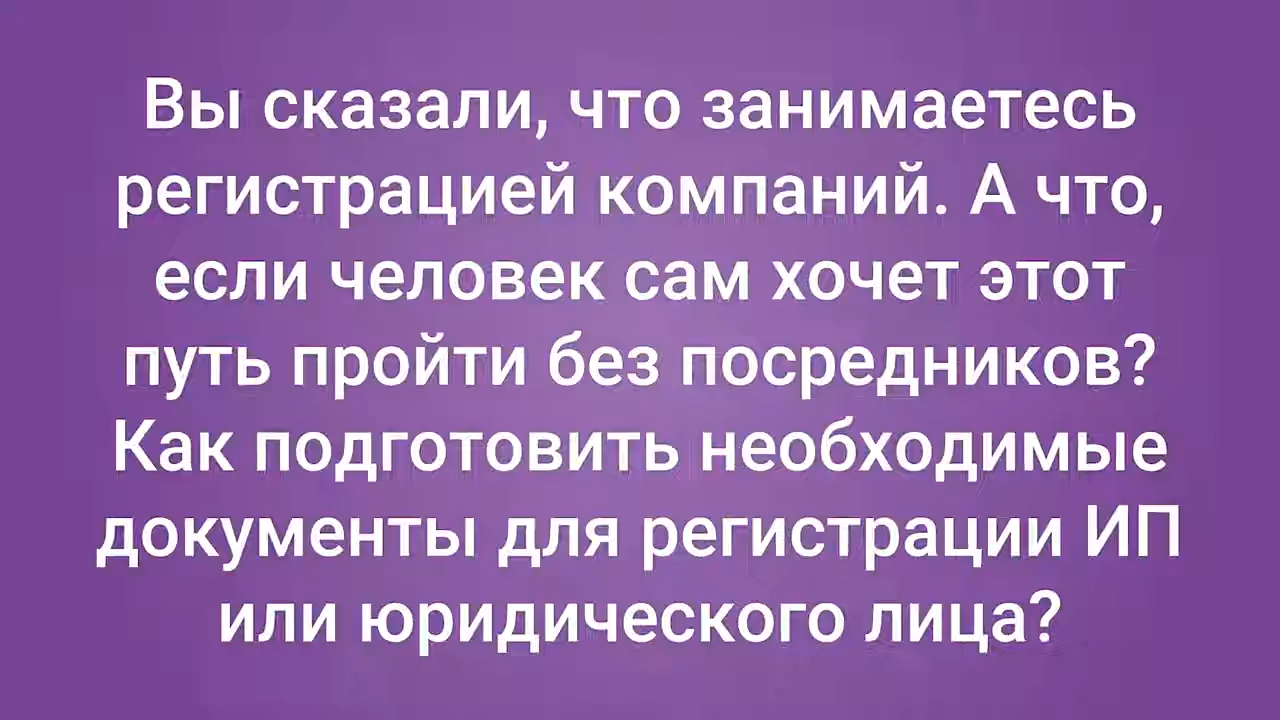 Вы сказали, что занимаетесь
регистрацией компаний. А что,
если человек сам хочет этот
путь пройти без посредников?
Как подготовить необходимые
документы для регистрации ИП
или юридического лица?